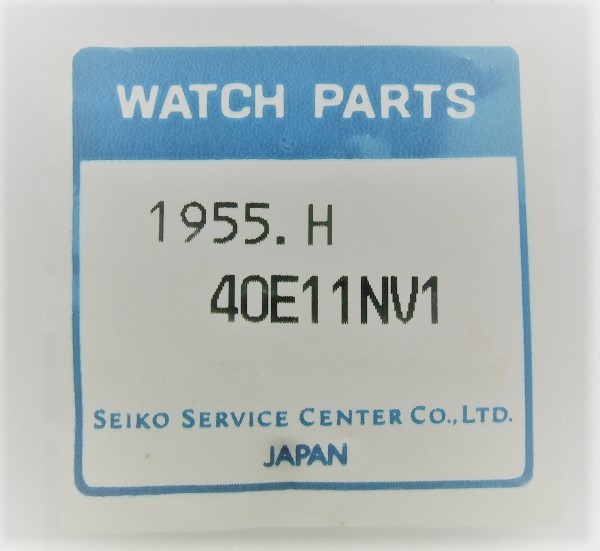 WATCH PARTS
1955.H
40E11NV1
SEIKO SERVICE CENTER CO., LTD.
JAPAN